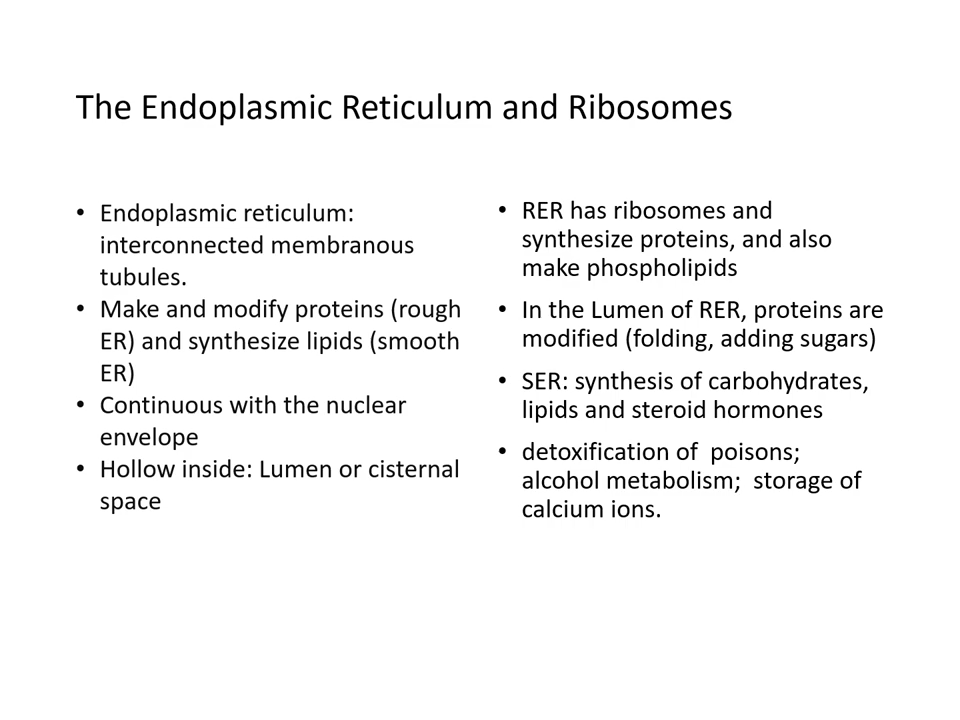 The Endoplasmic Reticulum and Ribosomes
• Endoplasmic reticulum:
interconnected membranous
tubules.
• Make and modify proteins (rough
ER) and synthesize lipids (smooth
ER)
• Continuous with the nuclear
envelope
• Hollow inside: Lumen or cisternal
space
• RER has ribosomes and
synthesize proteins, and also
make phospholipids
• In the Lumen of RER, proteins are
modified (folding, adding sugars)
• SER: synthesis of carbohydrates,
lipids and steroid hormones
• detoxification of  poisons;
alcohol metabolism;  storage of
calcium ions.